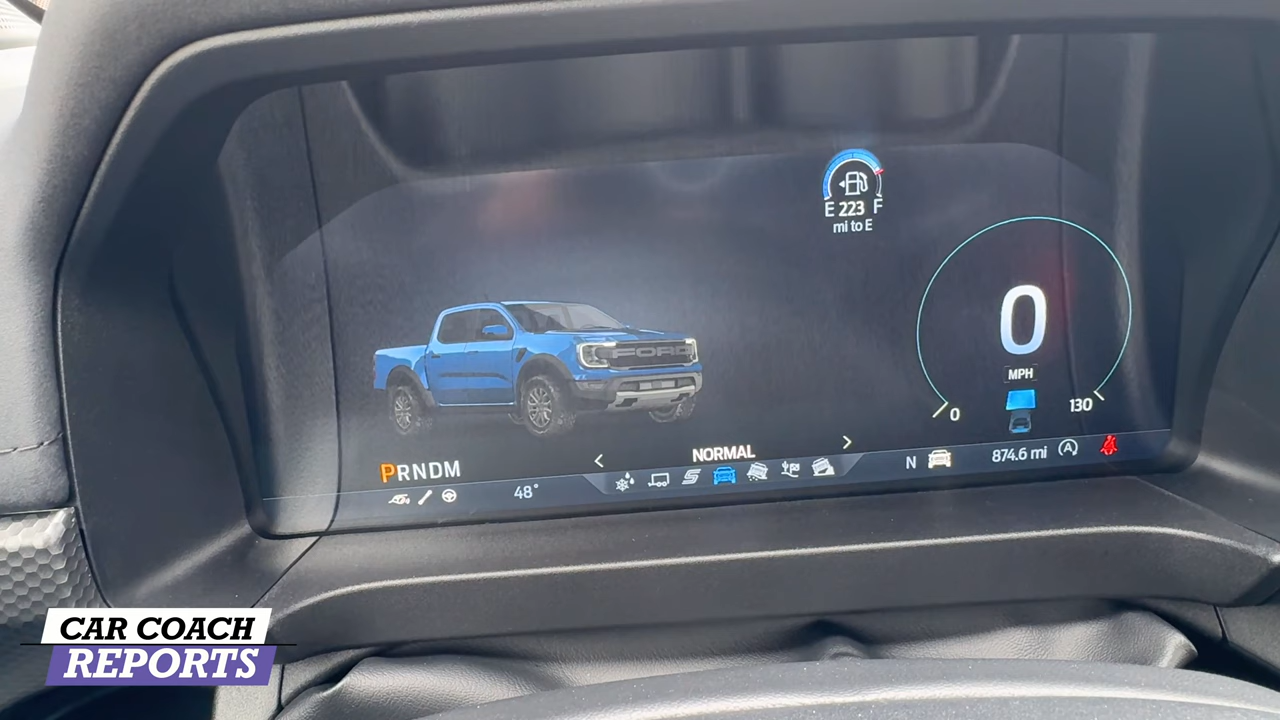 E 223 F
mi to E
FORD
0
MPH
0
130
NORMAL
PRNDM
48°
S
N
874.6 mi
A
CAR COACH
REPORTS